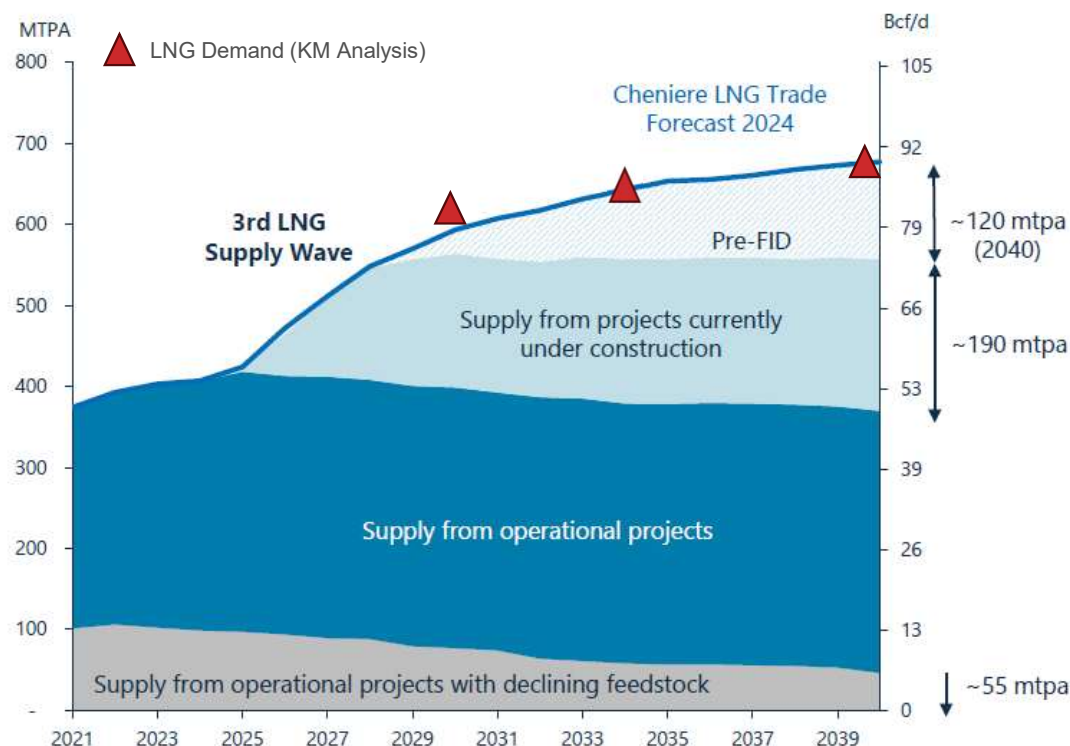 MTPA
LNG Demand (KM Analysis)
Bcf/d
800
700
600
500
400
300
200
100
-
Cheniere LNG Trade
Forecast 2024
3rd LNG
Supply Wave
Pre-FID
Supply from projects currently
under construction
Supply from operational projects
Supply from operational projects with declining feedstock
105
92
79
66
53
39
26
13
0
~120 mtpa
(2040)
~190 mtpa
~55 mtpa
2021 2023 2025 2027 2029 2031 2033 2035 2037 2039